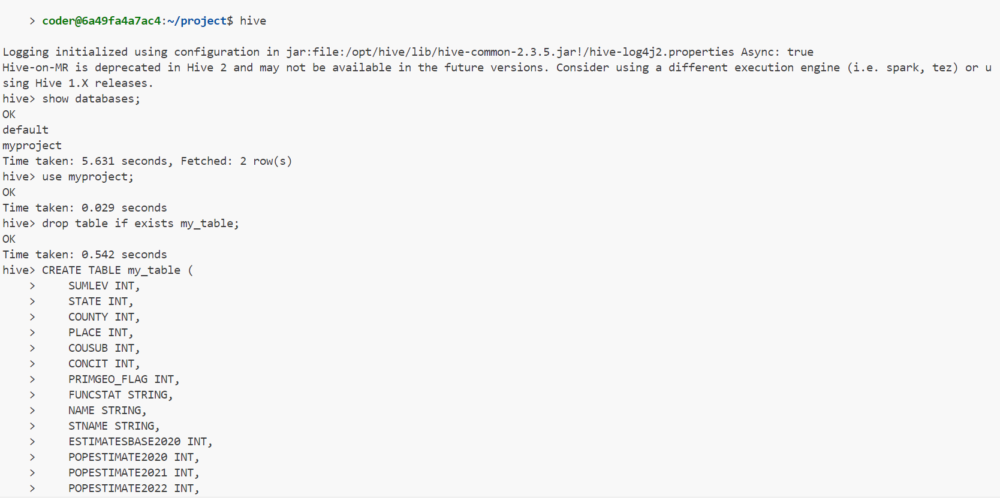 > coder@6a49fa4a7ac4:~/project$ hive
Logging initialized using configuration in jar:file:/opt/hive/lib/hive-common-2.3.5.jar!/hive-log4j2.properties Async: true
Hive-on-MR is deprecated in Hive 2 and may not be available in the future versions. Consider using a different execution engine (i.e. spark, tez) or u
sing Hive 1.X releases.
hive> show databases;
OK
default
myproject
Time taken: 5.631 seconds, Fetched: 2 row(s)
hive> use myproject;
OK
Time taken: 0.029 seconds
hive> drop table if exists my_table;
OK
Time taken: 0.542 seconds
hive> CREATE TABLE my_table (
    >     SUMLEV INT,
    >     STATE INT,
    >     COUNTY INT,
    >     PLACE INT,
    >     COUSUB INT,
    >     CONCIT INT,
    >     PRIMGEO_FLAG INT,
    >     FUNCSTAT STRING,
    >     NAME STRING,
    >     STNAME STRING,
    >     ESTIMATESBASE2020 INT,
    >     POPESTIMATE2020 INT,
    >     POPESTIMATE2021 INT,
    >     POPESTIMATE2022 INT,